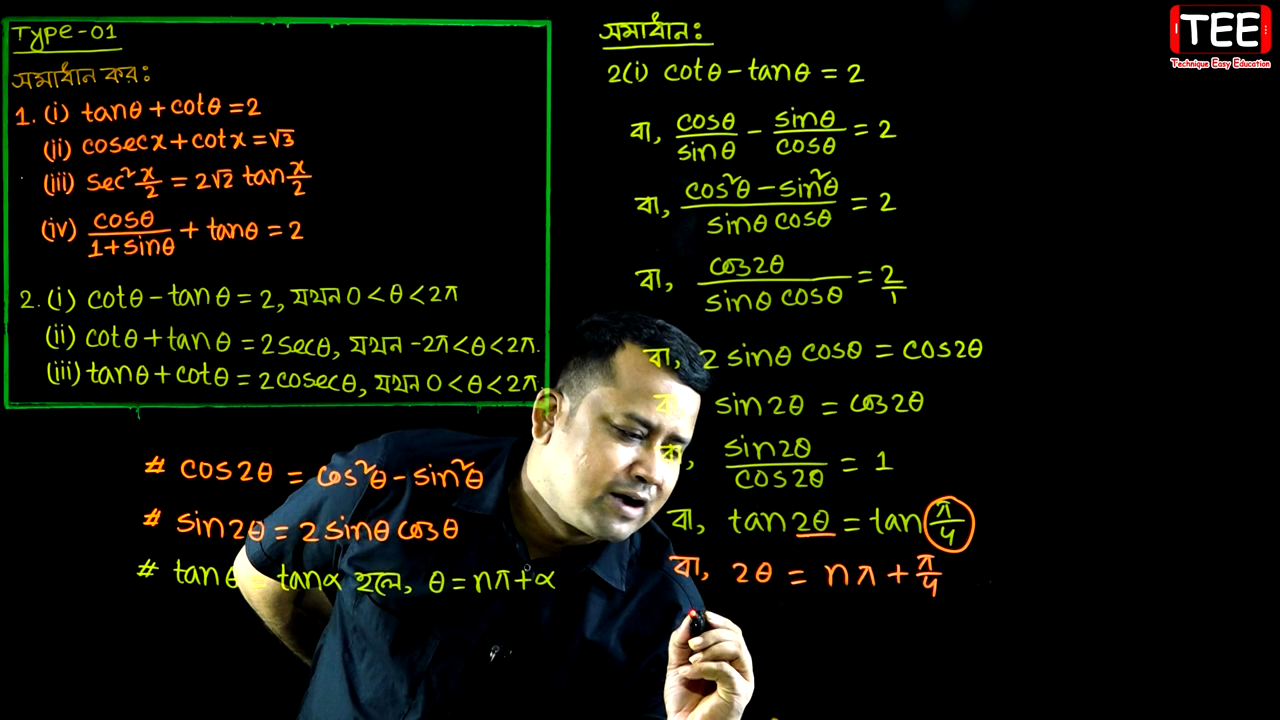 Type-01
সমাধান কর:
1. (i) tanθ + cotθ = 2
(ii) cosecx + cotx = √3
(iii) sec² x/2 = 2√2 tan x/2
(iv) cosθ/1+sinθ + tanθ = 2
2. (i) cotθ - tanθ = 2, যখন 0 < θ < 2π
(ii) cotθ + tanθ = 2secθ, যখন -2π < θ < 2π.
(iii) tanθ + cotθ = 2cosecθ, যখন 0 < θ < 2π.
# cos2θ = cos²θ - sin²θ
# sin2θ = 2sinθ cosθ
# tanθ = tanα হলে, θ = nπ + α
সমাধান:
2(i) cotθ - tanθ = 2
বা, cosθ/sinθ - sinθ/cosθ = 2
বা, cos²θ - sin²θ/sinθ cosθ = 2
বা, cos2θ/sinθ cosθ = 2/1
বা, 2 sinθ cosθ = cos2θ
বা, sin2θ = cos2θ
বা, sin2θ/cos2θ = 1
বা, tan2θ = tan π/4
বা, 2θ = nπ + π/4
TEE
Technique Easy Education